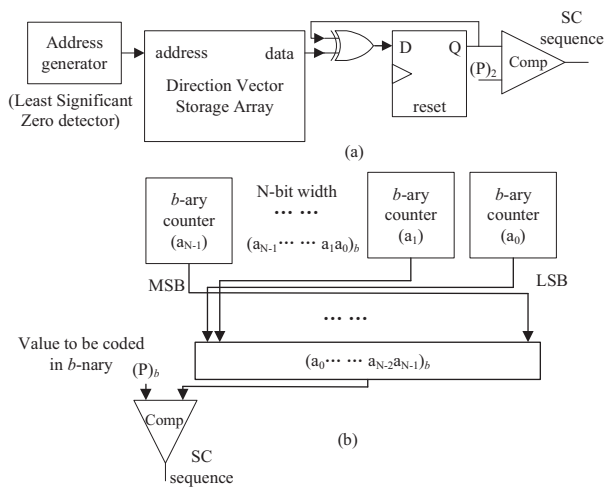 Address
generator
(Least Significant
Zero detector)
address data
Direction Vector
Storage Array
D Q
reset
(P)₂
Comp
SC
sequence
(a)
b-ary
counter
(aN-1)
N-bit width
... ...
(aN-1 ... ... a1a0)b
b-ary
counter
(a1)
b-ary
counter
(a0)
MSB
LSB
... ...
Value to be coded
in b-nary
(P)b
(a0 ... ... aN-2aN-1)b
Comp
SC
sequence
(b)